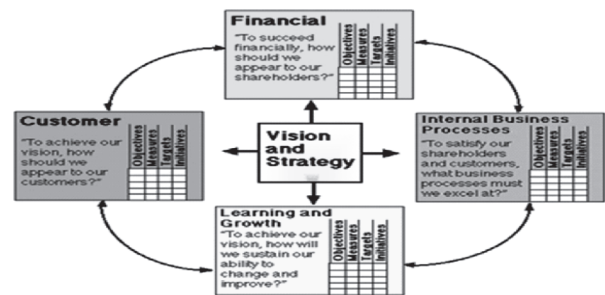 Financial
"To succeed
financially, how
should we
appear to our
shareholders?"
Objectives
Measures
Targets
Initiatives
Customer
"To achieve our
vision, how
should we
appear to our
customers?"
Objectives
Measures
Targets
Initiatives
Vision
and
Strategy
Internal Business
Processes
"To satisfy our
shareholders
and customers,
what business
processes must
we excel at?"
Objectives
Measures
Targets
Initiatives
Learning and
Growth
"To achieve our
vision, how will
we sustain our
ability to
change and
improve?"
Objectives
Measures
Targets
Initiatives